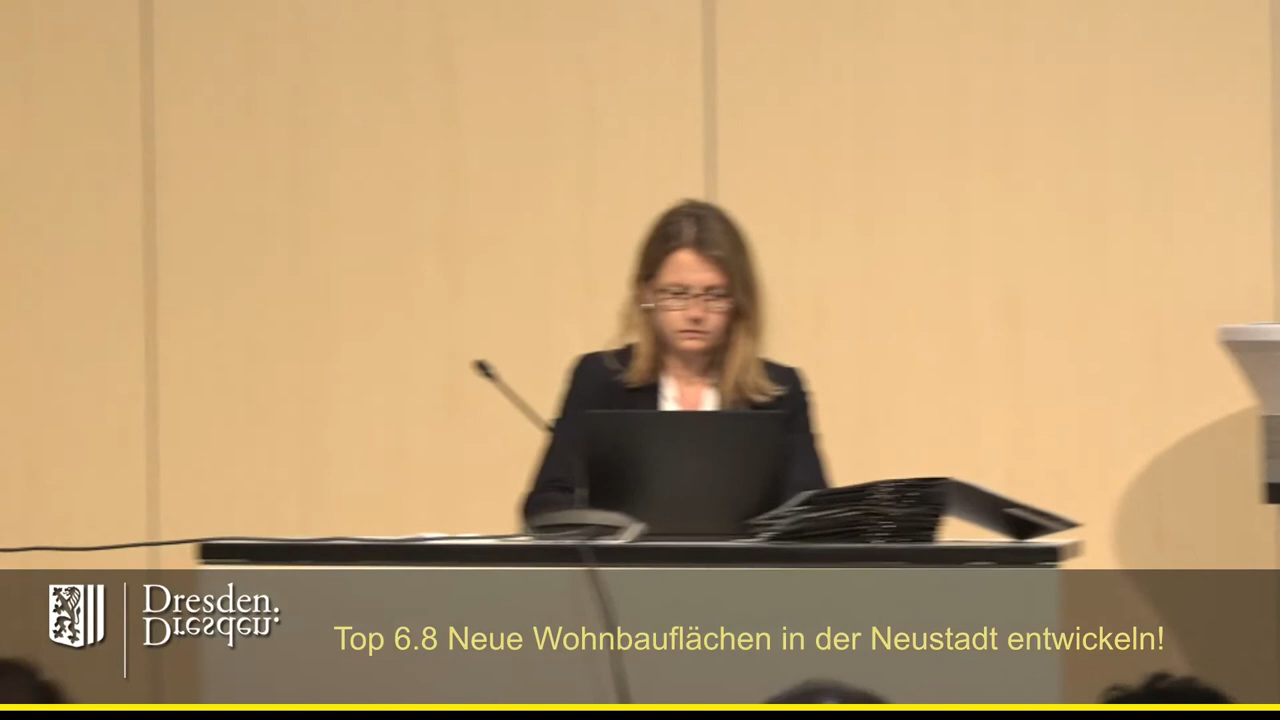 Dresden.
Dresden.
Top 6.8 Neue Wohnbauflächen in der Neustadt entwickeln!